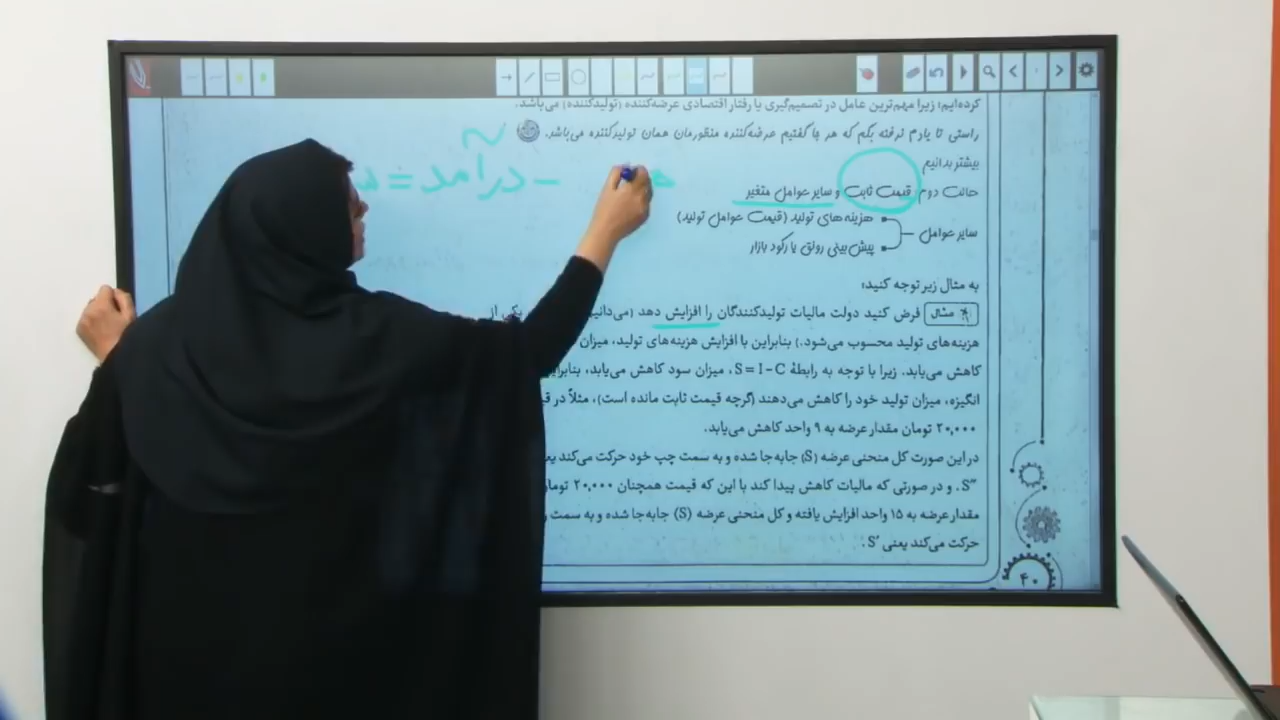 کرده‌ایم؛ زیرا مهم‌ترین عامل در تصمیم‌گیری یا رفتار اقتصادی عرضه‌کننده (تولیدکننده) می‌باشد.
راستی تا یادم نرفته بگم که هر جا گفتیم عرضه‌کننده منظورمان همان تولیدکننده می‌باشد.
= درآمد -
بیشتر بدانیم
حالت دوم: قیمت ثابت و سایر عوامل متغیر
هزینه‌های تولید (قیمت عوامل تولید)
سایر عوامل
پیش‌بینی رونق یا رکود بازار
به مثال زیر توجه کنید:
مثال فرض کنید دولت مالیات تولیدکنندگان را افزایش دهد (می‌دانیم یکی از
هزینه‌های تولید محسوب می‌شود.) بنابراین با افزایش هزینه‌های تولید، میزان
کاهش می‌یابد. زیرا با توجه به رابطهٔ S = I - C، میزان سود کاهش می‌یابد، بنابراین
انگیزه، میزان تولید خود را کاهش می‌دهند (گرچه قیمت ثابت مانده است)، مثلاً در
۲۰,۰۰۰ تومان مقدار عرضه به ۹ واحد کاهش می‌یابد.
در این صورت کل منحنی عرضه (S) جابه‌جا شده و به سمت چپ خود حرکت می‌کند
S″. و در صورتی که مالیات کاهش پیدا کند با این که قیمت همچنان ۲۰,۰۰۰
مقدار عرضه به ۱۵ واحد افزایش یافته و کل منحنی عرضه (S) جابه‌جا شده و به سمت
حرکت می‌کند یعنی S′.
۴۰